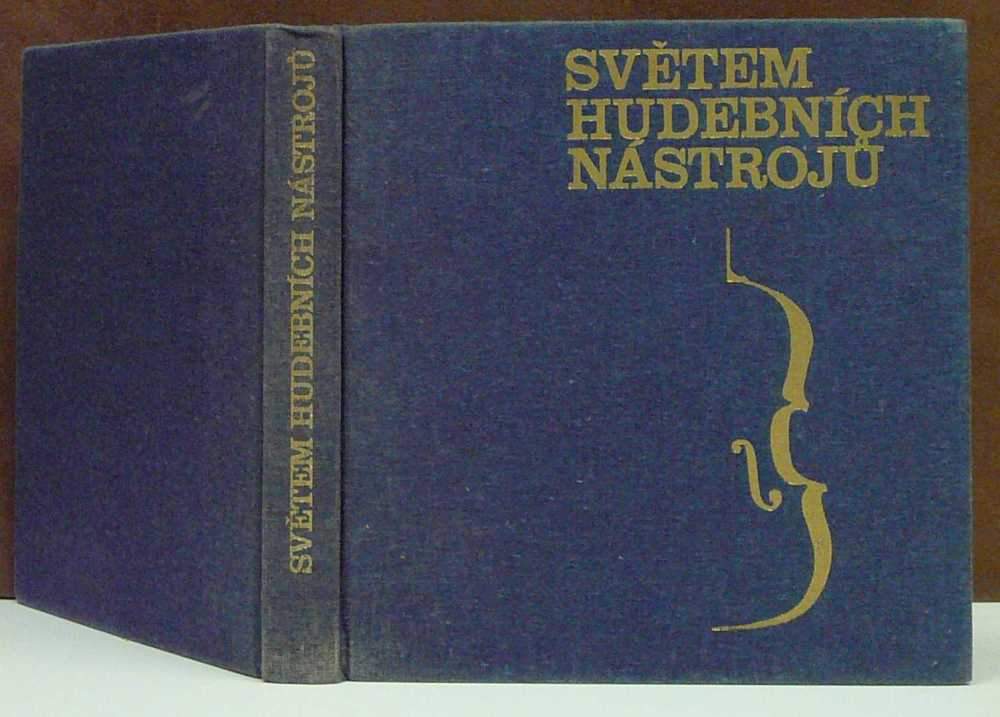 SVĚTEM HUDEBNÍCH NÁSTROJŮ
SVĚTEM
HUDEBNÍCH
NÁSTROJŮ